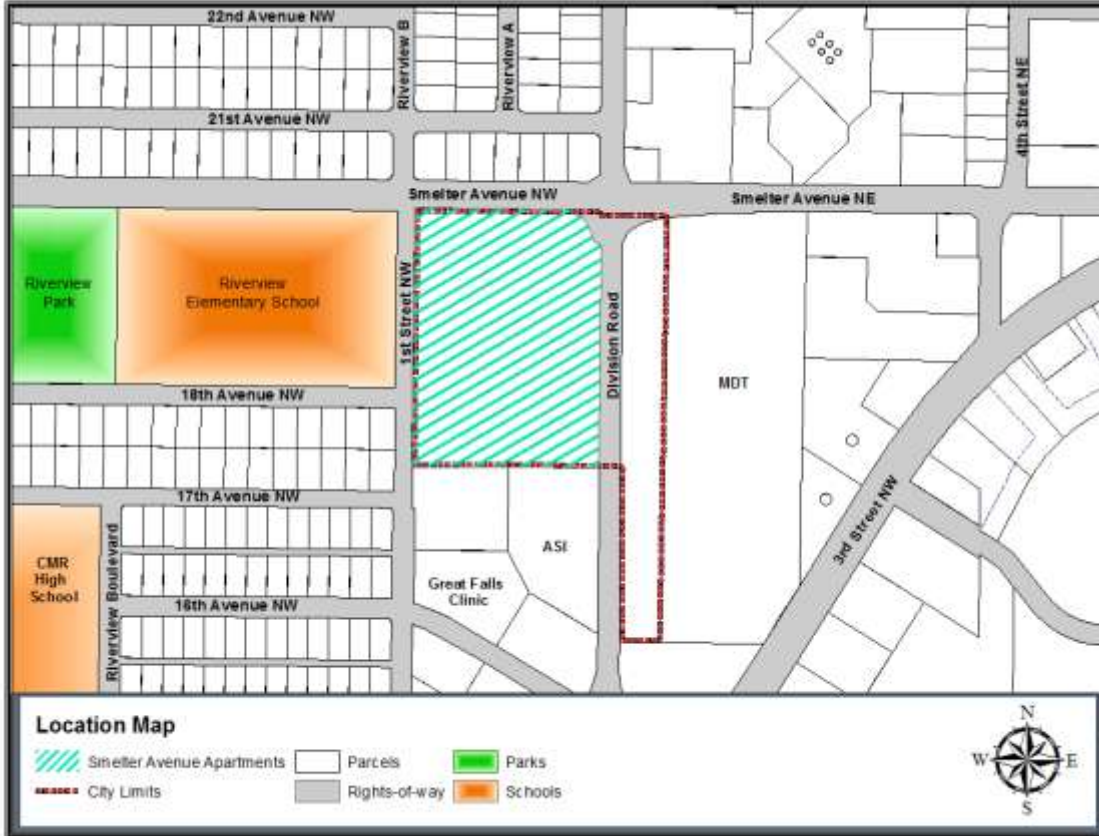 22nd Avenue NW
Riverview B
Riverview A
4th Street NE
21st Avenue NW
Smelter Avenue NW
Smelter Avenue NE
Riverview
Park
Riverview
Elementary School
1st Street NW
Division Road
MDT
18th Avenue NW
17th Avenue NW
3rd Street NW
CMR
High
School
Riverview Boulevard
ASI
Great Falls
Clinic
16th Avenue NW
Location Map
Smelter Avenue Apartments
Parcels
Parks
City Limits
Rights-of-way
Schools
N
W
E
S